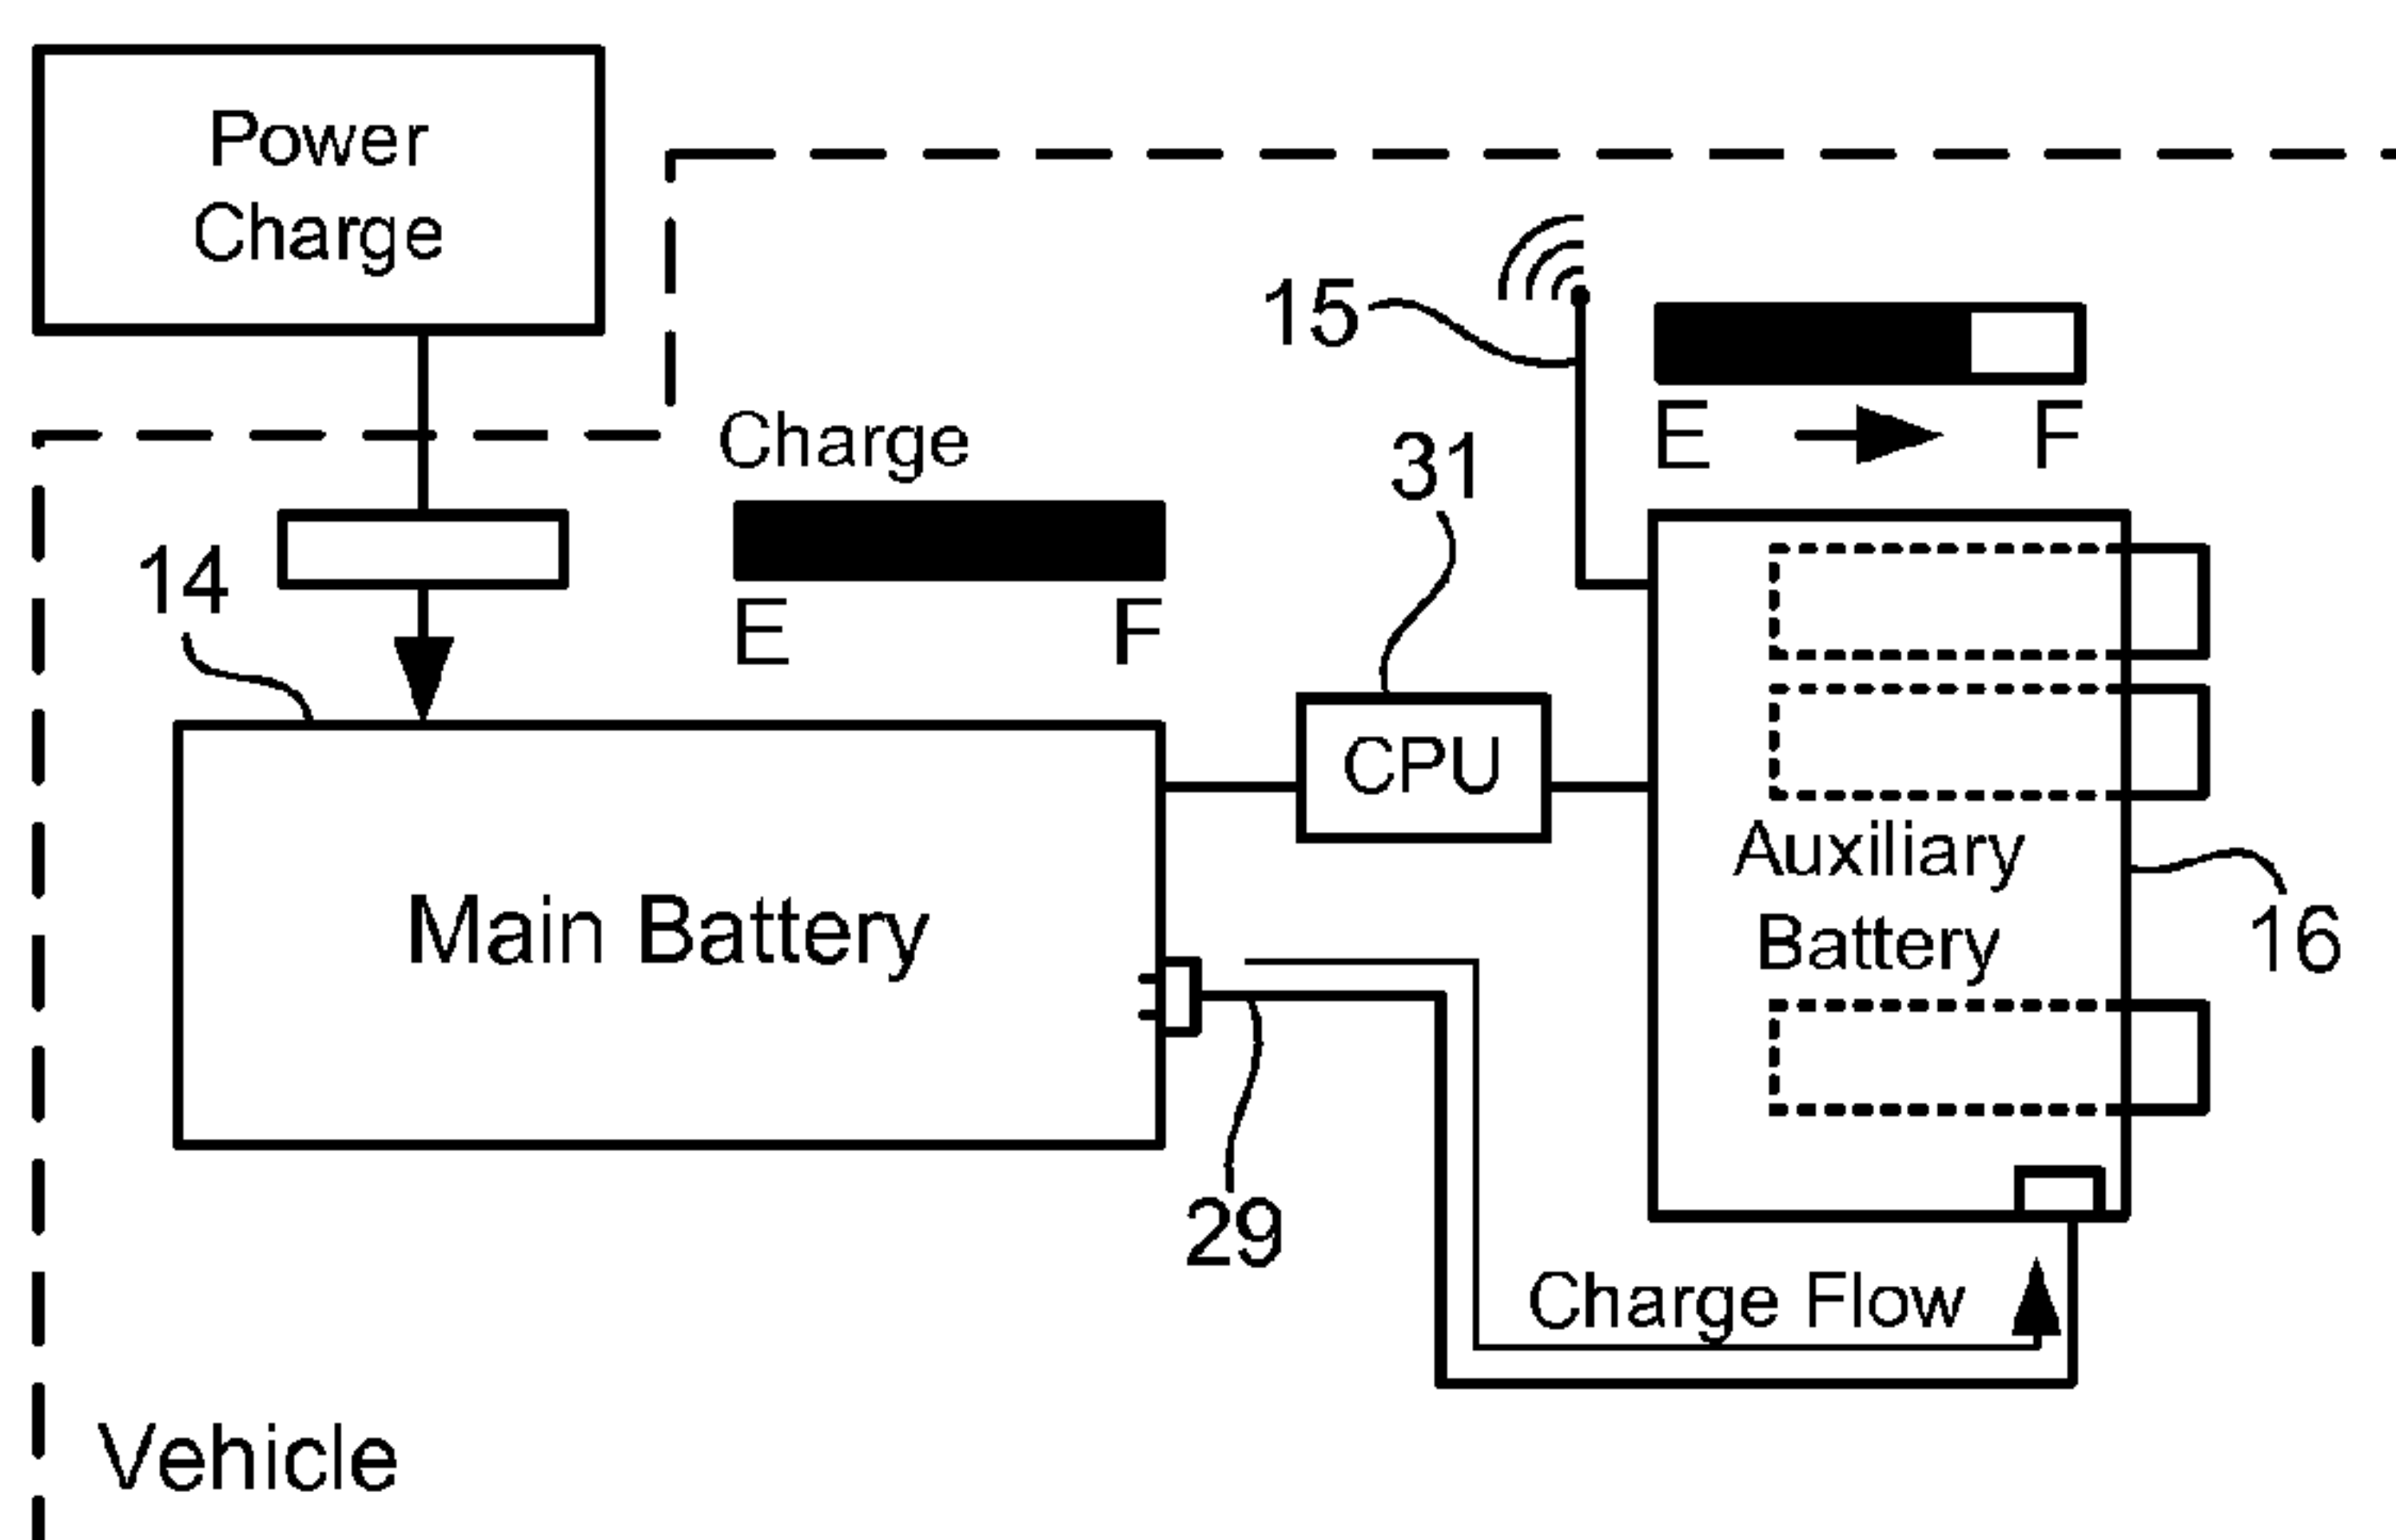 Power
Charge
15
E F
Charge
31
E F
14
CPU
Main Battery
Auxiliary
Battery
16
29
Charge Flow
Vehicle